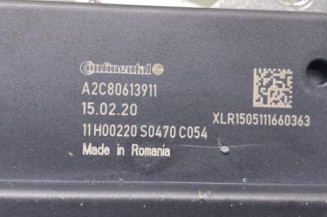 Continental
A2C80613911
15.02.20
XLR1505111660363
11H00220 S0470 C054
Made in Romania